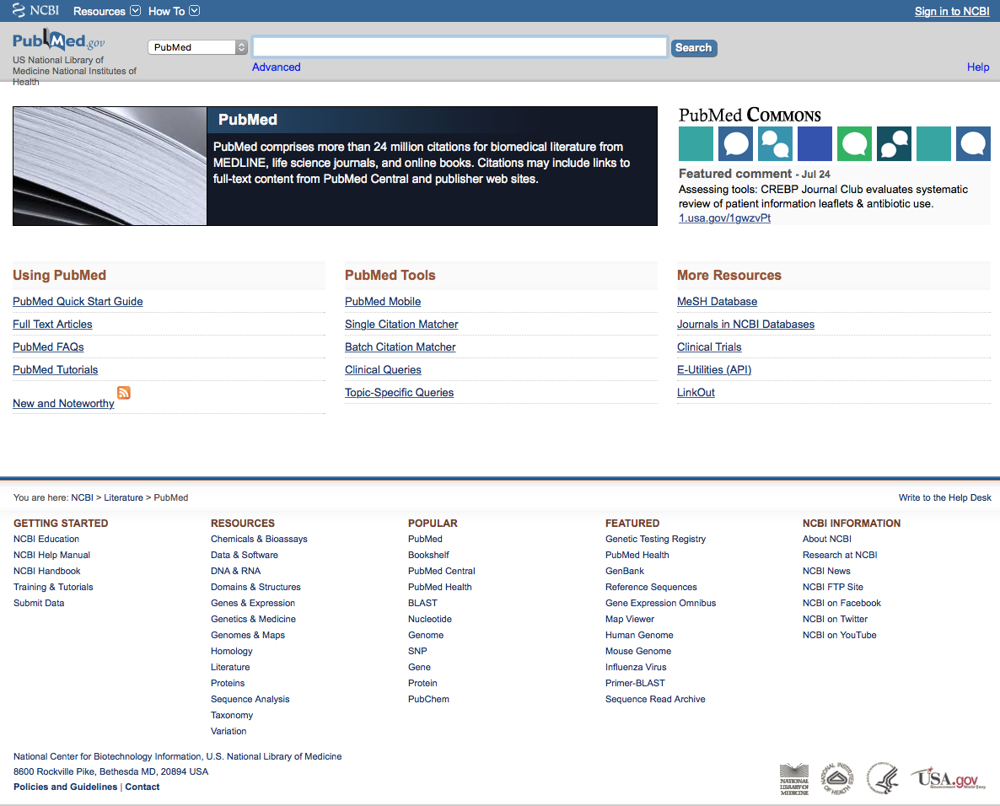 NCBI Resources How To Sign in to NCBI
PubMed.gov
US National Library of
Medicine National Institutes of
Health
PubMed
Search
Advanced
Help
PubMed
PubMed comprises more than 24 million citations for biomedical literature from
MEDLINE, life science journals, and online books. Citations may include links to
full-text content from PubMed Central and publisher web sites.
PubMed COMMONS
Featured comment - Jul 24
Assessing tools: CREBP Journal Club evaluates systematic
review of patient information leaflets & antibiotic use.
1.usa.gov/1gwzvPt
Using PubMed
PubMed Quick Start Guide
Full Text Articles
PubMed FAQs
PubMed Tutorials
New and Noteworthy
PubMed Tools
PubMed Mobile
Single Citation Matcher
Batch Citation Matcher
Clinical Queries
Topic-Specific Queries
More Resources
MeSH Database
Journals in NCBI Databases
Clinical Trials
E-Utilities (API)
LinkOut
You are here: NCBI > Literature > PubMed
Write to the Help Desk
GETTING STARTED
NCBI Education
NCBI Help Manual
NCBI Handbook
Training & Tutorials
Submit Data
RESOURCES
Chemicals & Bioassays
Data & Software
DNA & RNA
Domains & Structures
Genes & Expression
Genetics & Medicine
Genomes & Maps
Homology
Literature
Proteins
Sequence Analysis
Taxonomy
Variation
POPULAR
PubMed
Bookshelf
PubMed Central
PubMed Health
BLAST
Nucleotide
Genome
SNP
Gene
Protein
PubChem
FEATURED
Genetic Testing Registry
PubMed Health
GenBank
Reference Sequences
Gene Expression Omnibus
Map Viewer
Human Genome
Mouse Genome
Influenza Virus
Primer-BLAST
Sequence Read Archive
NCBI INFORMATION
About NCBI
Research at NCBI
NCBI News
NCBI FTP Site
NCBI on Facebook
NCBI on Twitter
NCBI on YouTube
National Center for Biotechnology Information, U.S. National Library of Medicine
8600 Rockville Pike, Bethesda MD, 20894 USA
Policies and Guidelines | Contact
NATIONAL
LIBRARY OF
MEDICINE
NATIONAL INSTITUTES OF HEALTH
USA.gov
Government Made Easy